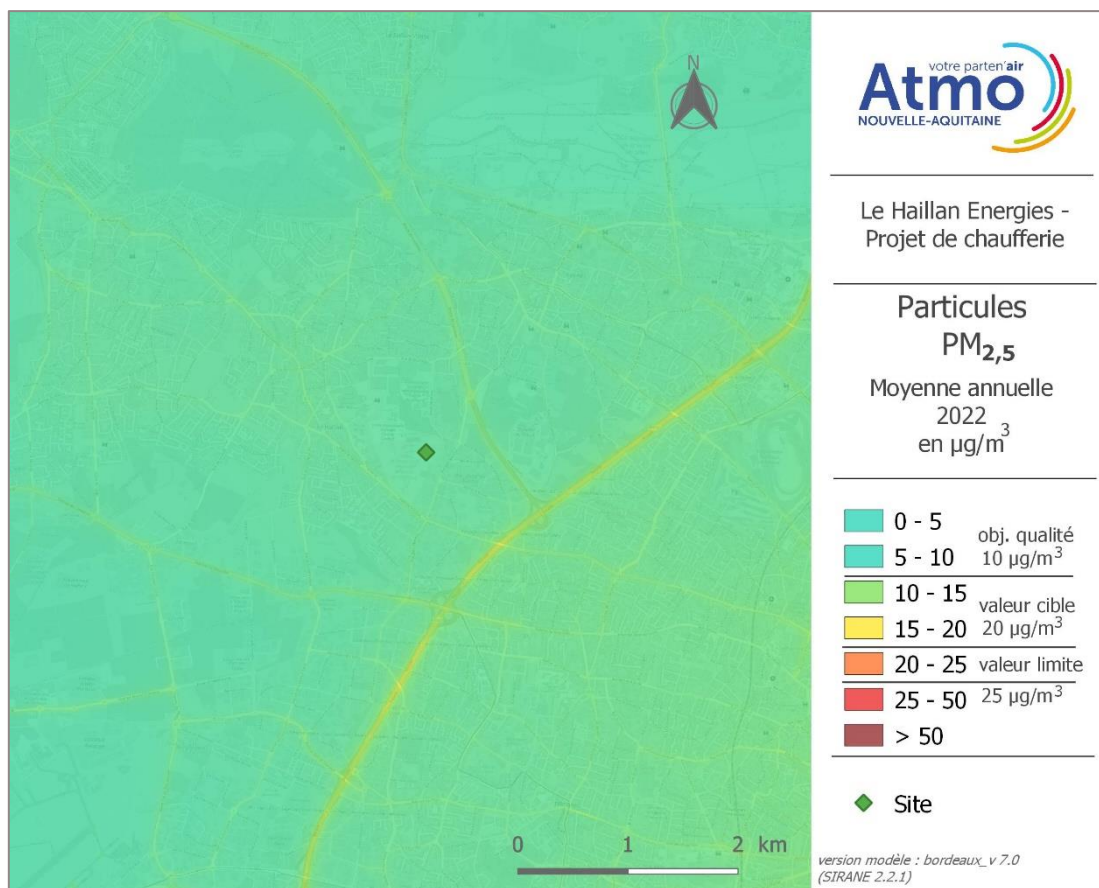 N
0 1 2 km
votre parten'air
Atmo
NOUVELLE-AQUITAINE
Le Haillan Energies -
Projet de chaufferie
Particules
PM2,5
Moyenne annuelle
2022
en µg/m³
0 - 5
obj. qualité
5 - 10
10 µg/m³
10 - 15
valeur cible
15 - 20
20 µg/m³
20 - 25
valeur limite
25 - 50
25 µg/m³
> 50
Site
version modèle : bordeaux_v 7.0
(SIRANE 2.2.1)